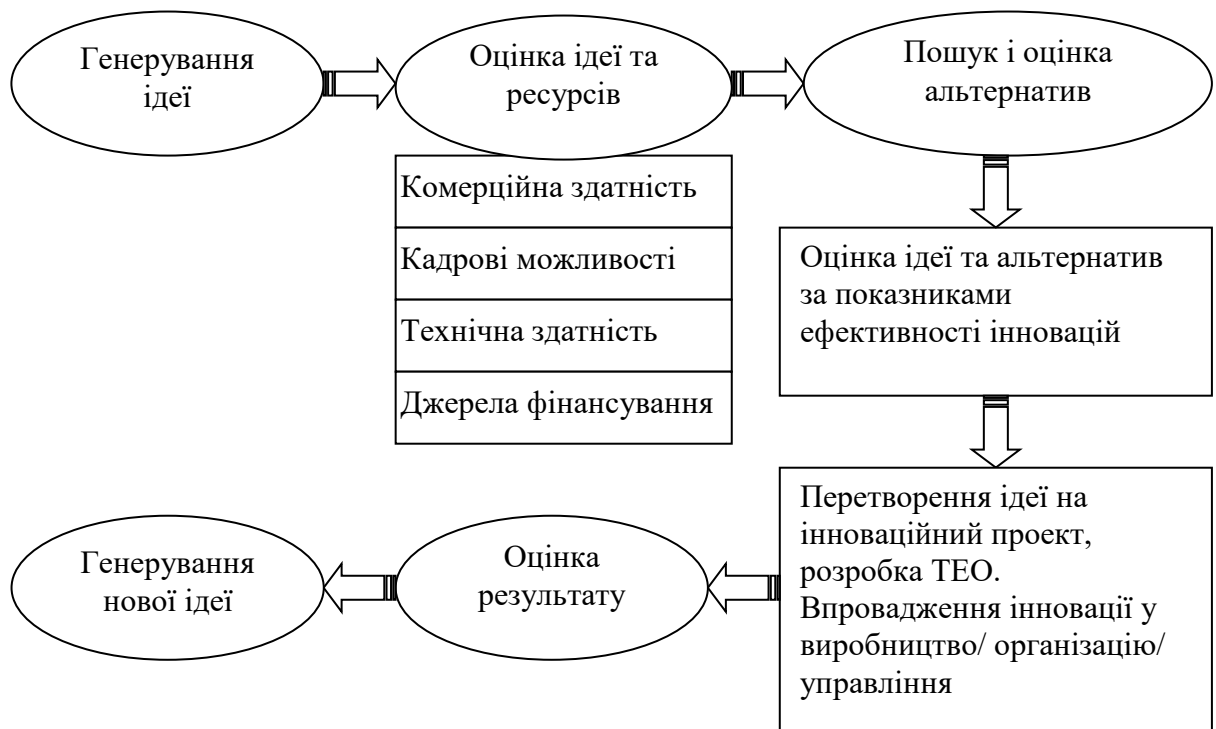 Генерування
ідеї
Оцінка ідеї та
ресурсів
Пошук і оцінка
альтернатив
Комерційна здатність
Кадрові можливості
Технічна здатність
Джерела фінансування
Оцінка ідеї та альтернатив
за показниками
ефективності інновацій
Перетворення ідеї на
інноваційний проект,
розробка ТЕО.
Впровадження інновації у
виробництво/ організацію/
управління
Оцінка
результату
Генерування
нової ідеї